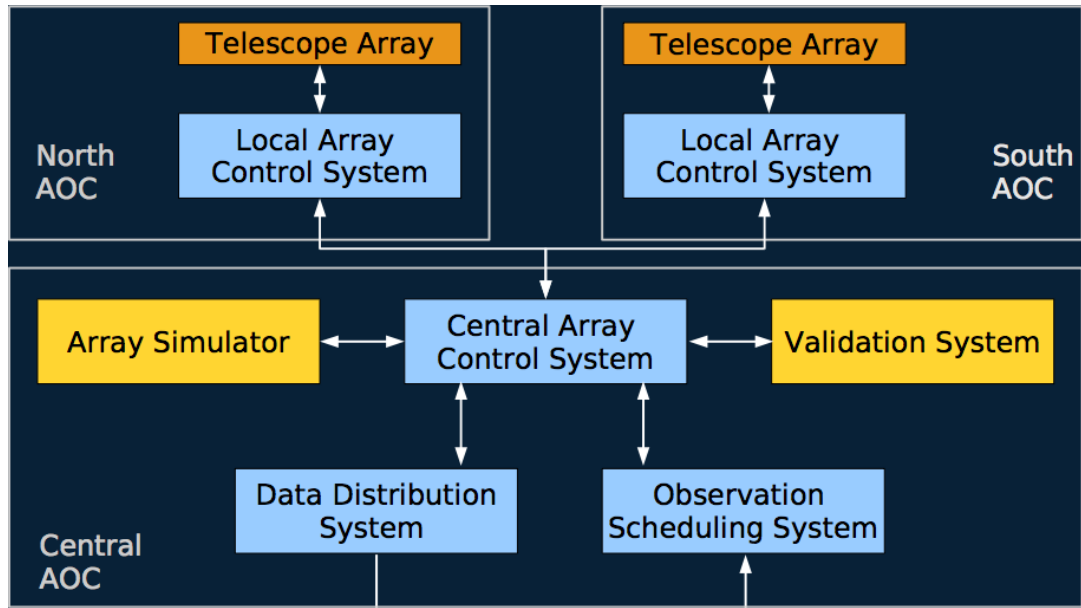 Telescope Array
Local Array
Control System
North
AOC
Telescope Array
Local Array
Control System
South
AOC
Array Simulator
Central Array
Control System
Validation System
Data Distribution
System
Observation
Scheduling System
Central
AOC